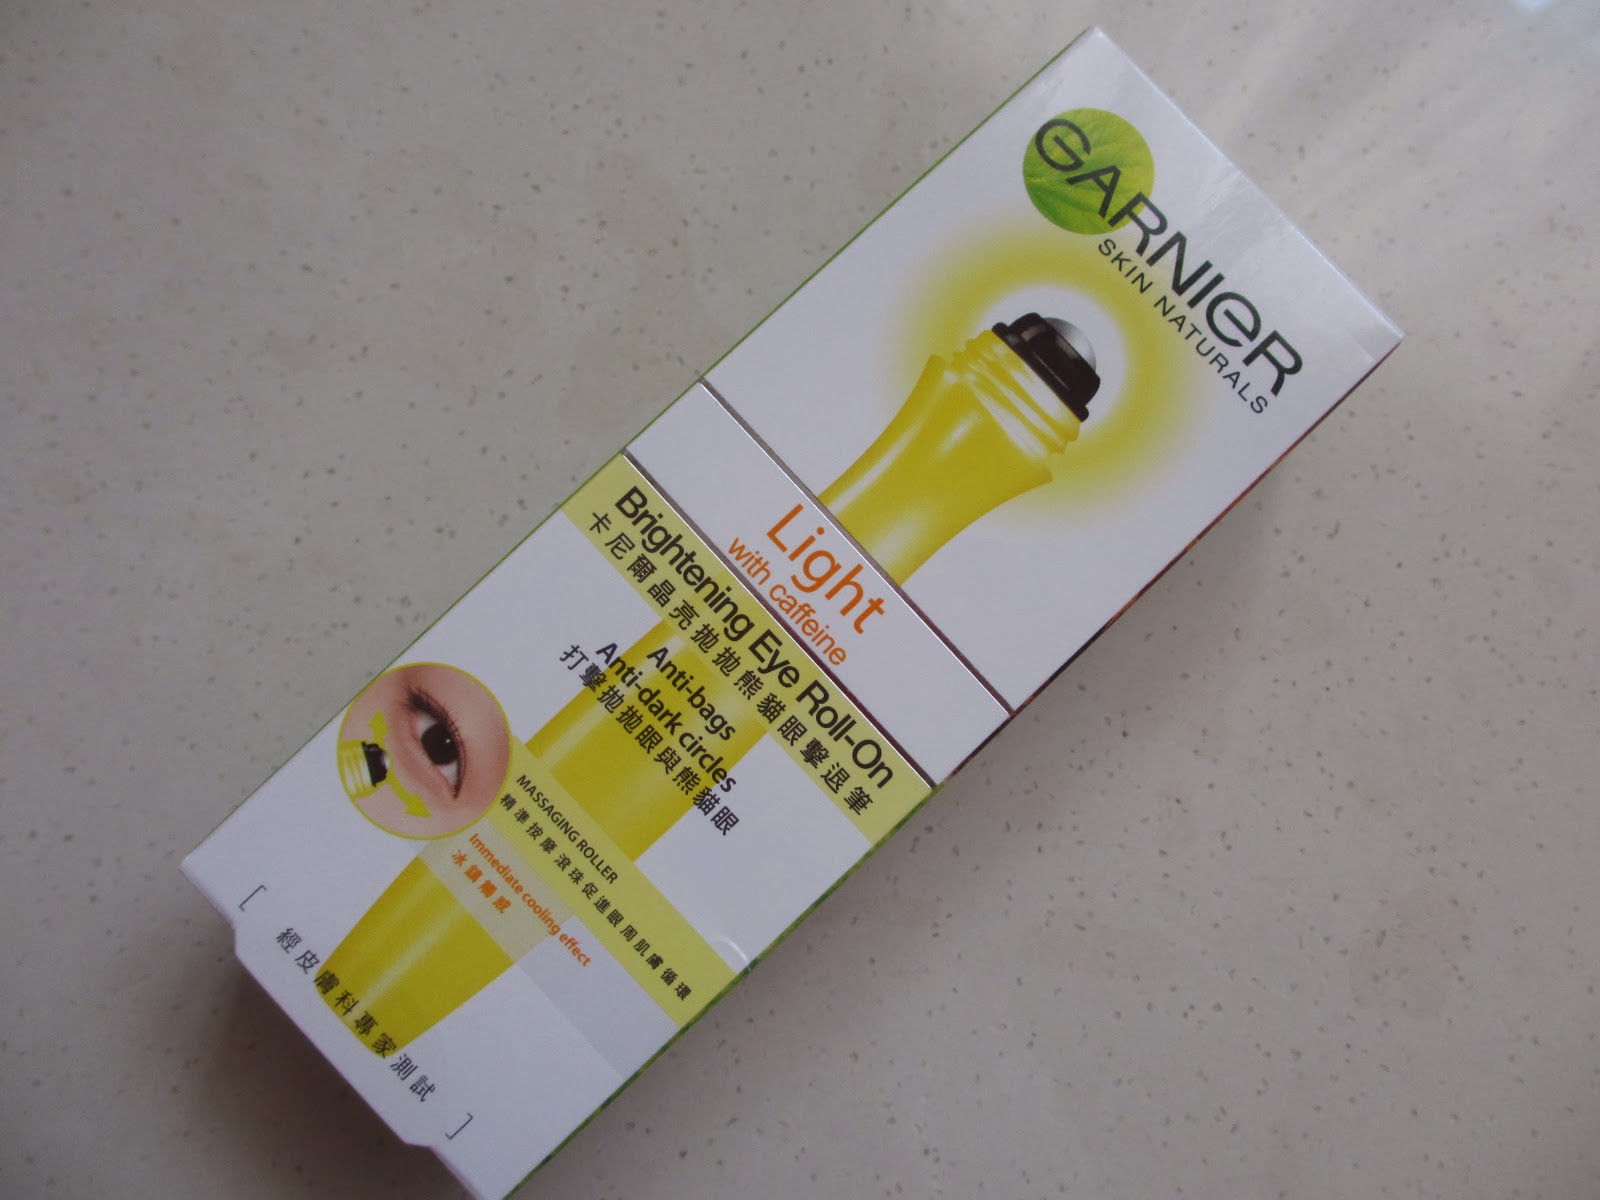 GARNIER
SKIN NATURALS
Light
with caffeine
Brightening Eye Roll-On
卡尼爾晶亮拋拋熊貓眼擊退筆
Anti-bags
Anti-dark circles
打擊拋拋眼與熊貓眼
MASSAGING ROLLER
精準按摩滾珠促進眼周肌膚循環
Immediate cooling effect
冰鎮觸感
[ 經皮膚科專家測試 ]